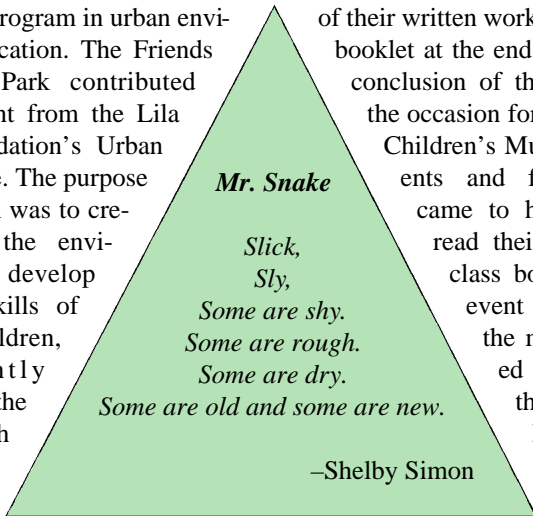 rogram in urban envi-
cation. The Friends
Park contributed
nt from the Lila
dation’s Urban
e. The purpose
was to cre-
the envi-
develop
kills of
ldren,
ntly
the
h
Mr. Snake
Slick,
Sly,
Some are shy.
Some are rough.
Some are dry.
Some are old and some are new.
–Shelby Simon
of their written work
booklet at the end
conclusion of th
the occasion for
Children’s Mu
ents and f
came to h
read thei
class bo
event
the
ed
th